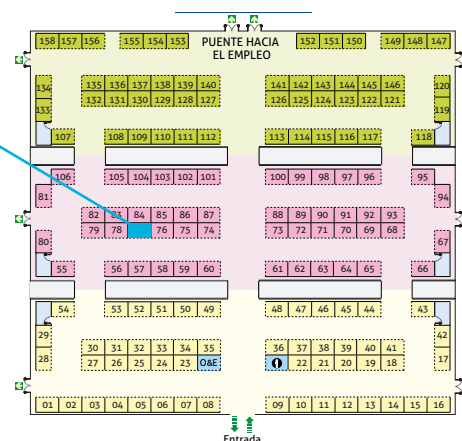 158 157 156 155 154 153 PUENTE HACIA 152 151 150 149 148 147
EL EMPLEO
135 136 137 138 139 140 141 142 143 144 145 146
134 132 131 130 129 128 127 126 125 124 123 122 121 120
133 119
107 108 109 110 111 112 113 114 115 116 117 118
106 105 104 103 102 101 100 99 98 97 96 95
81 94
82 83 84 85 86 87 88 89 90 91 92 93
80 79 78 76 75 74 73 72 71 70 69 68 67
55 56 57 58 59 60 61 62 63 64 65 66
54 53 52 51 50 49 48 47 46 45 44 43
29 42
30 31 32 33 34 35 36 37 38 39 40 41
28 27 26 25 24 23 O&E 22 21 20 19 18 17
01 02 03 04 05 06 07 08 09 10 11 12 13 14 15 16
Entrada